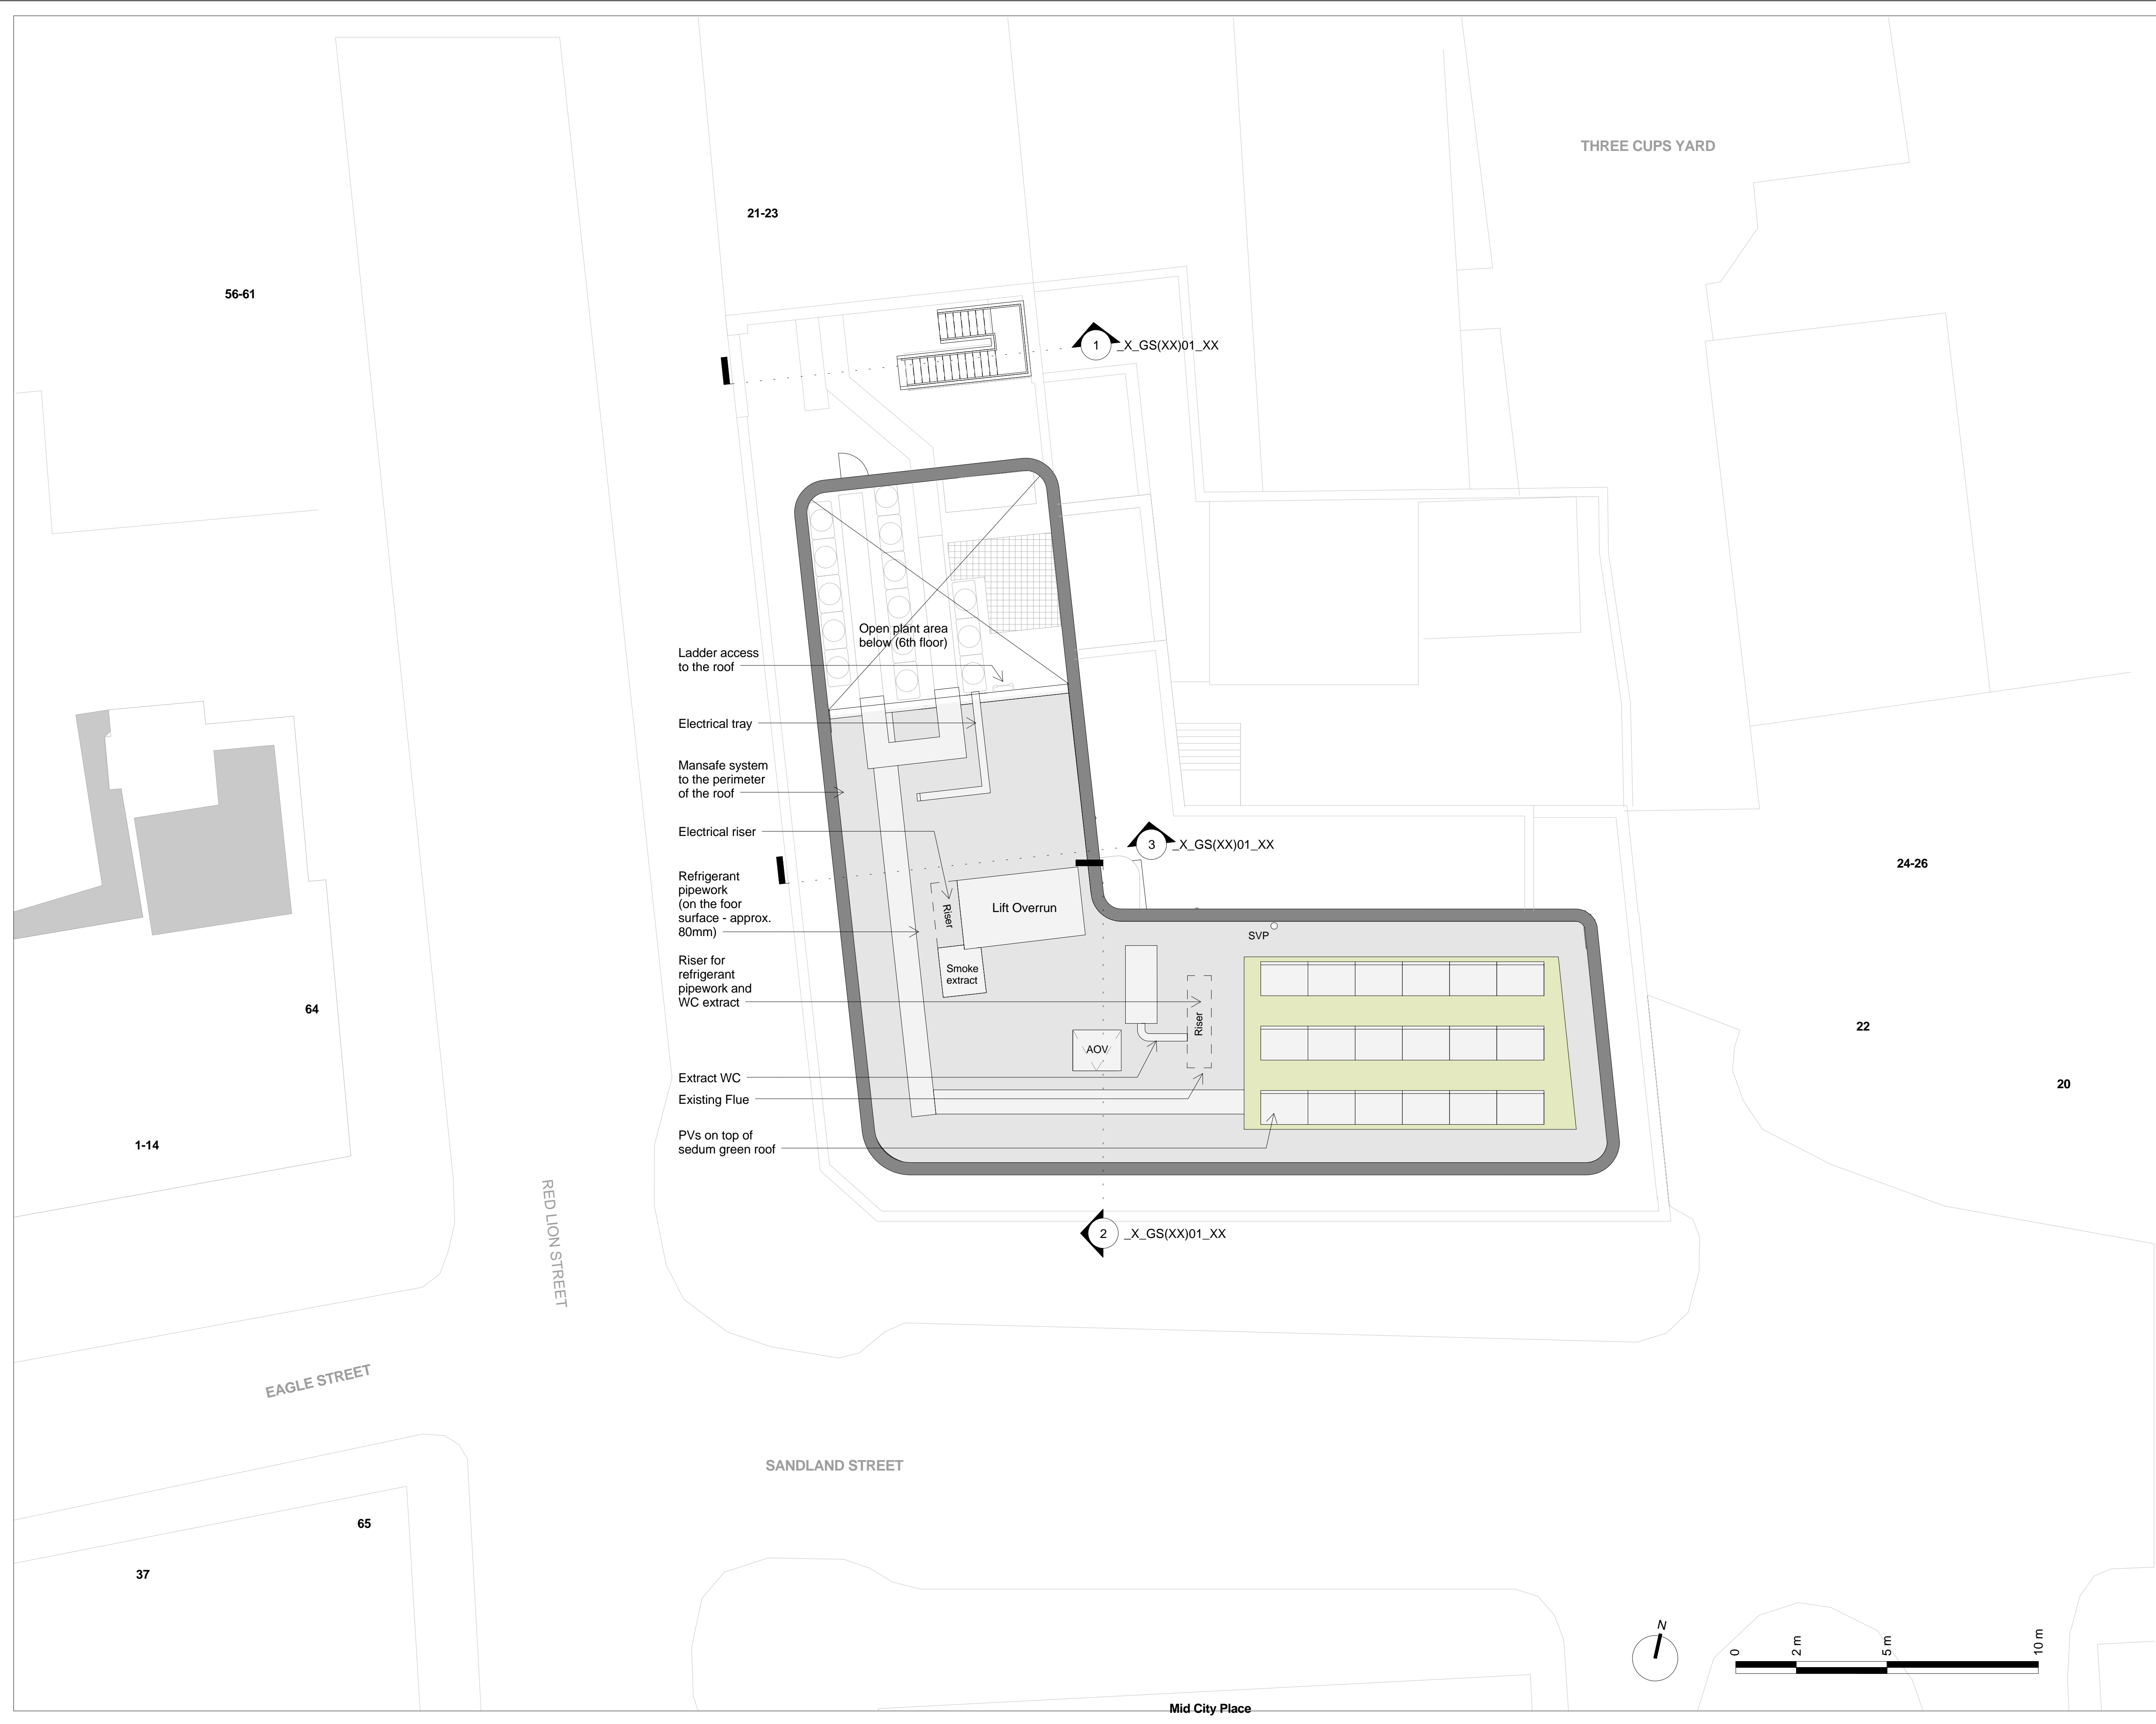 THREE CUPS YARD
21-23
56-61
1
_X_GS(XX)01_XX
Open plant area
below (6th floor)
Ladder access
to the roof
Electrical tray
Mansafe system
to the perimeter
of the roof
Electrical riser
3
_X_GS(XX)01_XX
24-26
Refrigerant
pipework
(on the foor
surface - approx.
80mm)
Riser
Lift Overrun
SVP
Smoke
extract
Riser for
refrigerant
pipework and
WC extract
Riser
64
22
AOV
Extract WC
20
Existing Flue
PVs on top of
sedum green roof
1-14
RED LION STREET
2
_X_GS(XX)01_XX
EAGLE STREET
SANDLAND STREET
65
37
N
0
2 m
5 m
10 m
Mid City Place